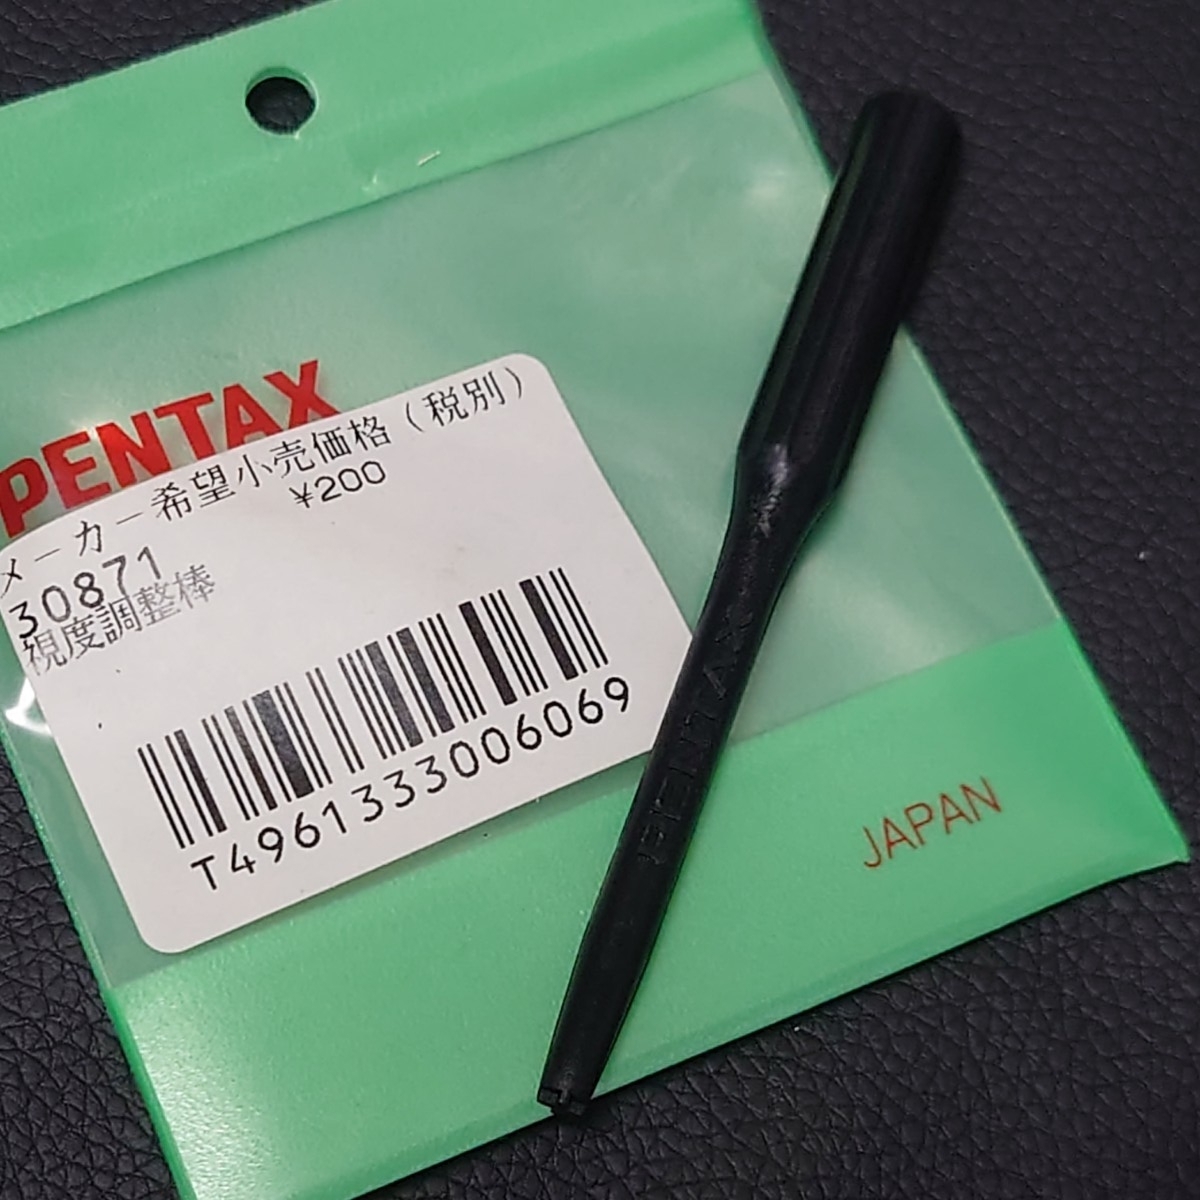 PENTAX
メーカー希望小売価格（税別）
¥200
30871
視度調整棒
T4961333006069
PENTAX
JAPAN